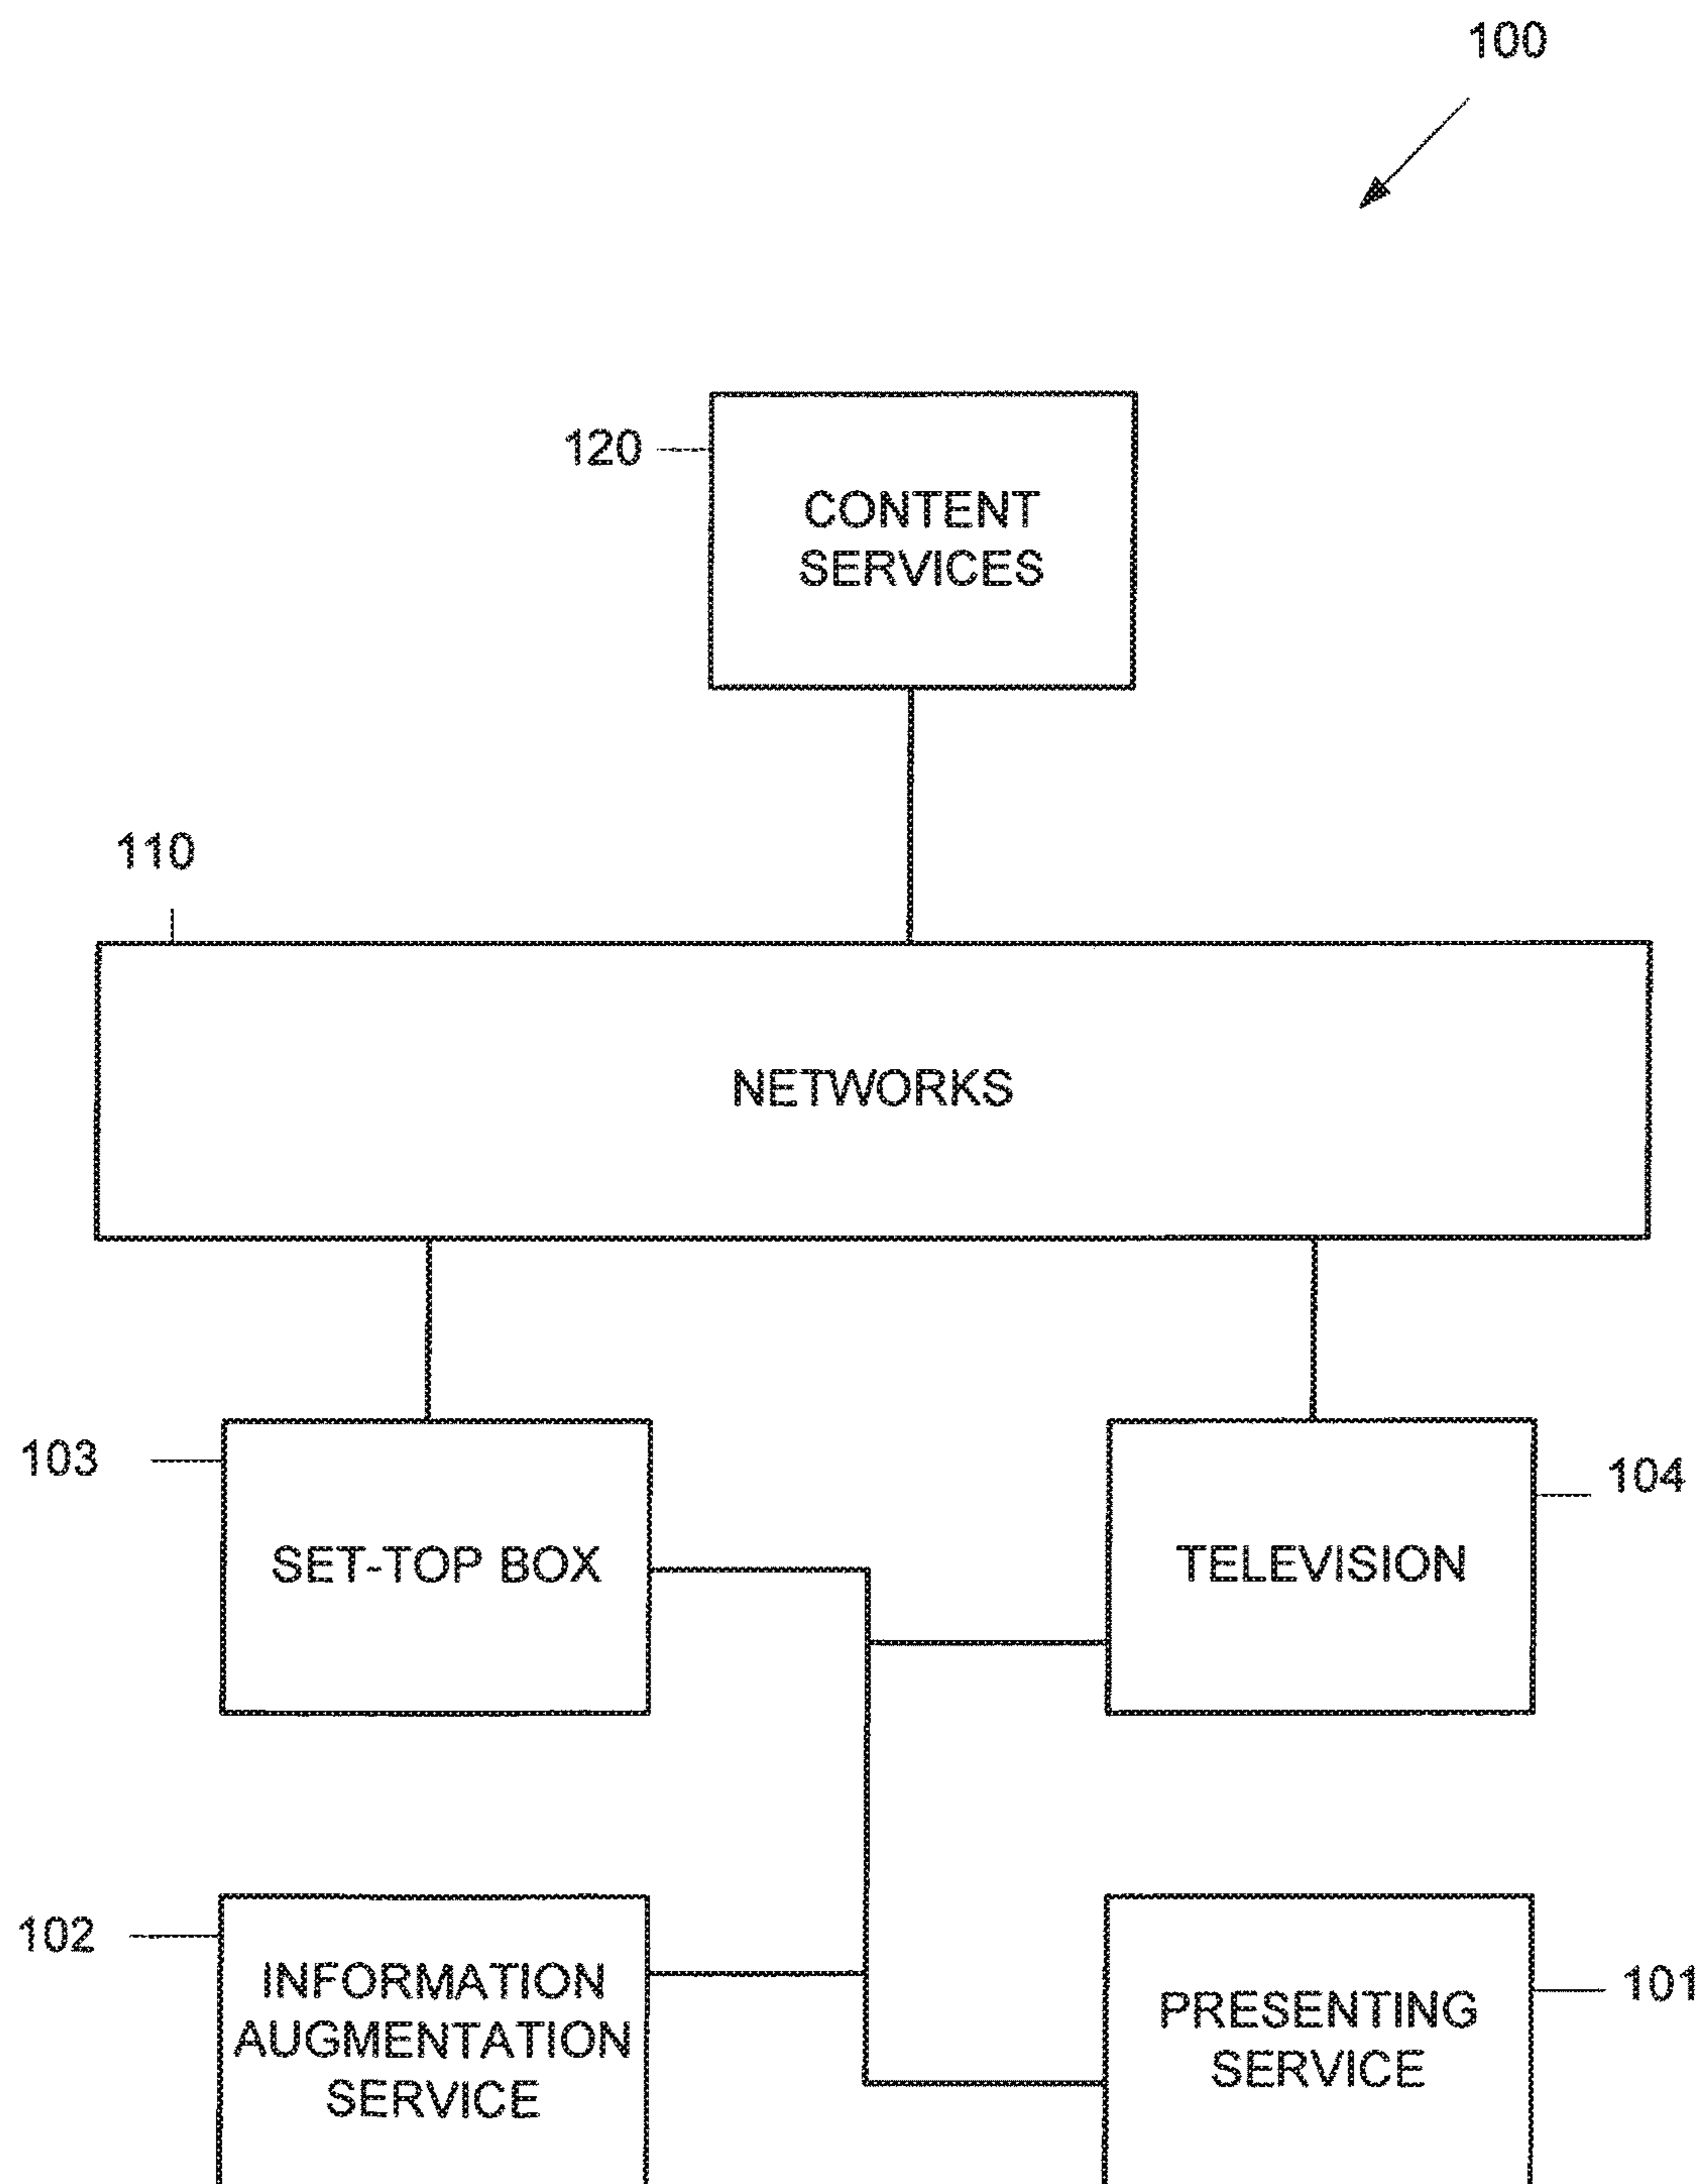 100
120
CONTENT
SERVICES
110
NETWORKS
103
SET-TOP BOX
TELEVISION
104
102
INFORMATION
AUGMENTATION
SERVICE
PRESENTING
SERVICE
101